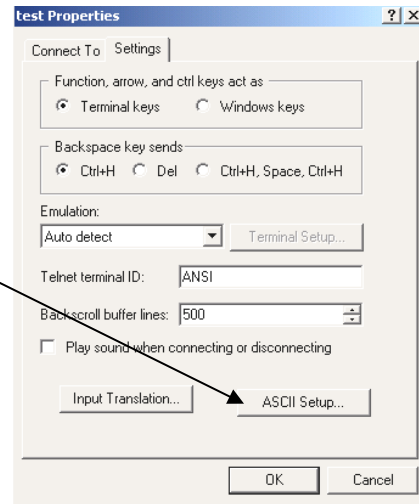 test Properties
Connect To Settings
Function, arrow, and ctrl keys act as
Terminal keys Windows keys
Backspace key sends
Ctrl+H Del Ctrl+H, Space, Ctrl+H
Emulation:
Auto detect Terminal Setup...
Telnet terminal ID: ANSI
Backscroll buffer lines: 500
Play sound when connecting or disconnecting
Input Translation... ASCII Setup...
OK Cancel